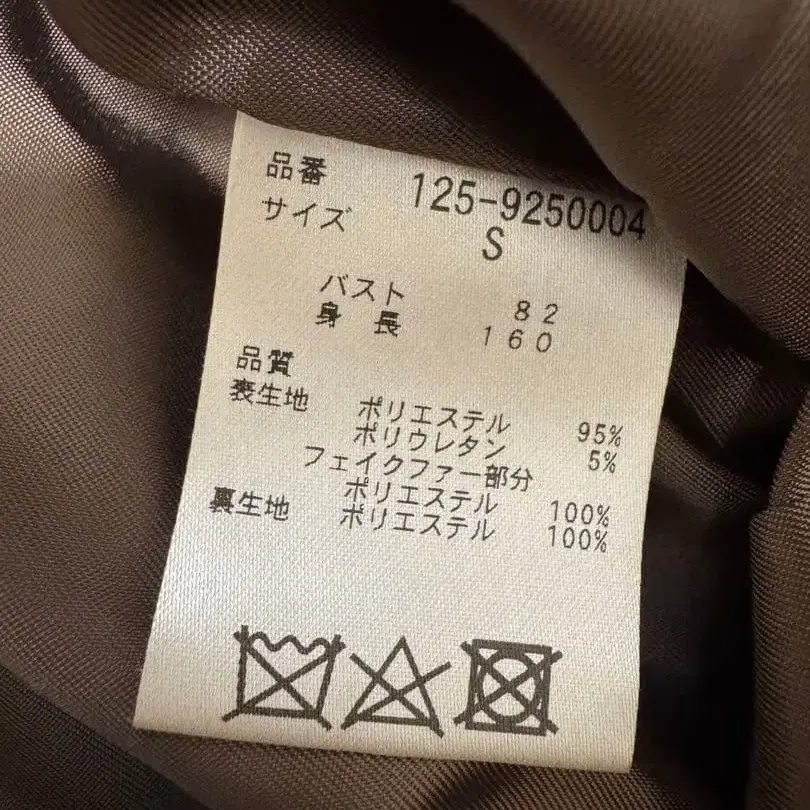 品番 125-9250004
サイズ S
バスト 82
身長 160
品質
表生地 ポリエステル 95%
ポリウレタン 5%
フェイクファー部分
ポリエステル 100%
裏生地 ポリエステル 100%